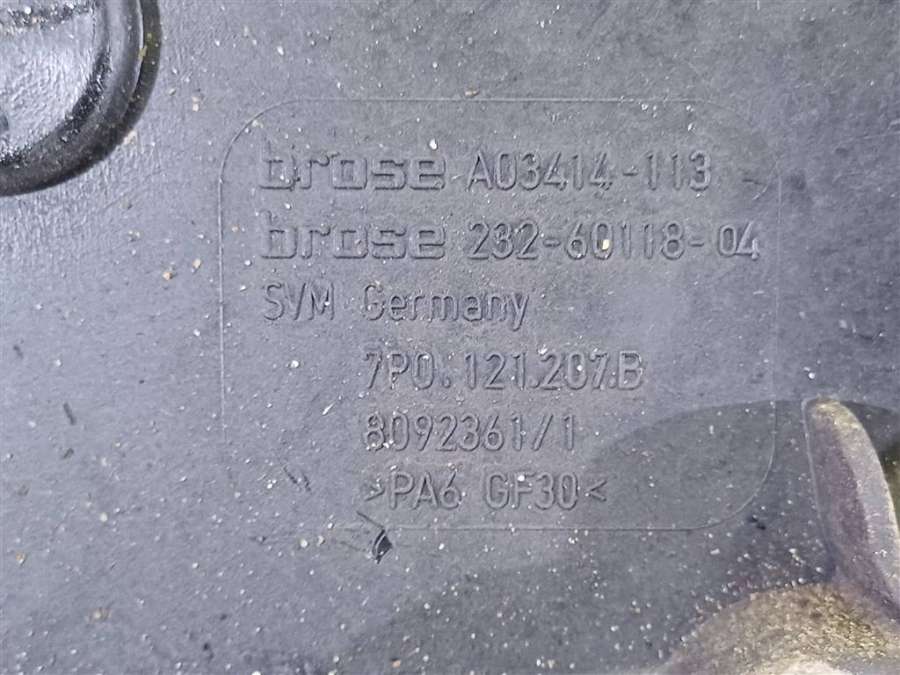 brose A03414-113
brose 232-60118-04
SVM Germany
7P0.121.207.B
8092361/1
>PA6 GF30<